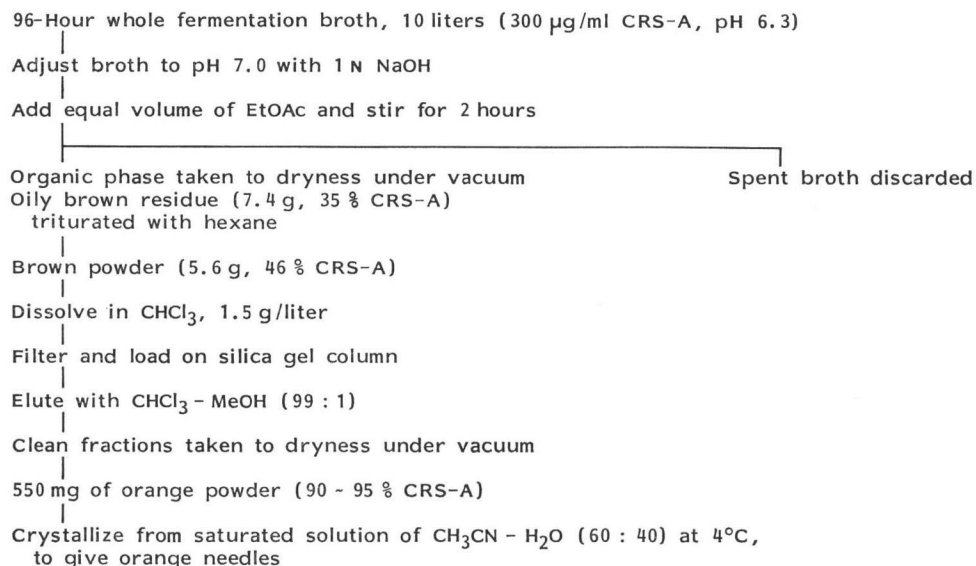 96-Hour whole fermentation broth, 10 liters (300 μg/ml CRS-A, pH 6.3)
Adjust broth to pH 7.0 with 1 N NaOH
Add equal volume of EtOAc and stir for 2 hours
Organic phase taken to dryness under vacuum
Spent broth discarded
Oily brown residue (7.4 g, 35 % CRS-A)
triturated with hexane
Brown powder (5.6 g, 46 % CRS-A)
Dissolve in CHCl₃, 1.5 g/liter
Filter and load on silica gel column
Elute with CHCl₃ - MeOH (99 : 1)
Clean fractions taken to dryness under vacuum
550 mg of orange powder (90 ~ 95 % CRS-A)
Crystallize from saturated solution of CH₃CN - H₂O (60 : 40) at 4°C,
to give orange needles